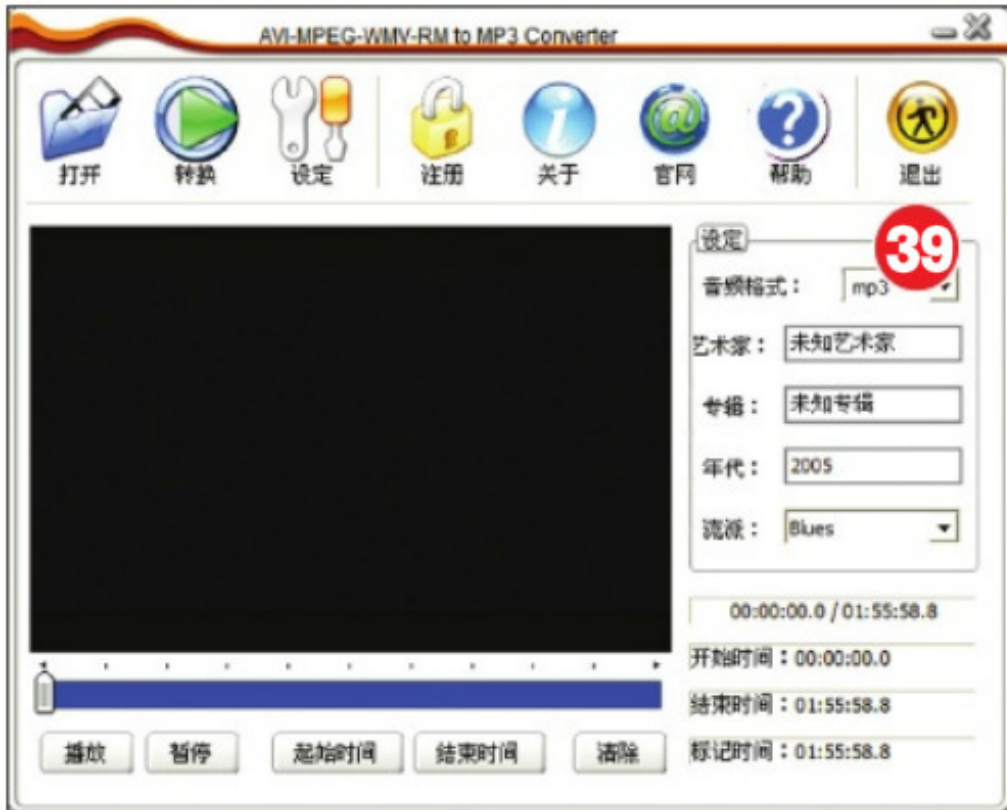 AVI-MPEG-WMV-RM to MP3 Converter
打开 转换 设定 注册 关于 官网 帮助 退出
设定
39
音频格式： mp3
艺术家： 未知艺术家
专辑： 未知专辑
年代： 2005
流派： Blues
00:00:00.0 / 01:55:58.8
开始时间：00:00:00.0
结束时间：01:55:58.8
标记时间：01:55:58.8
播放 暂停 起始时间 结束时间 清除